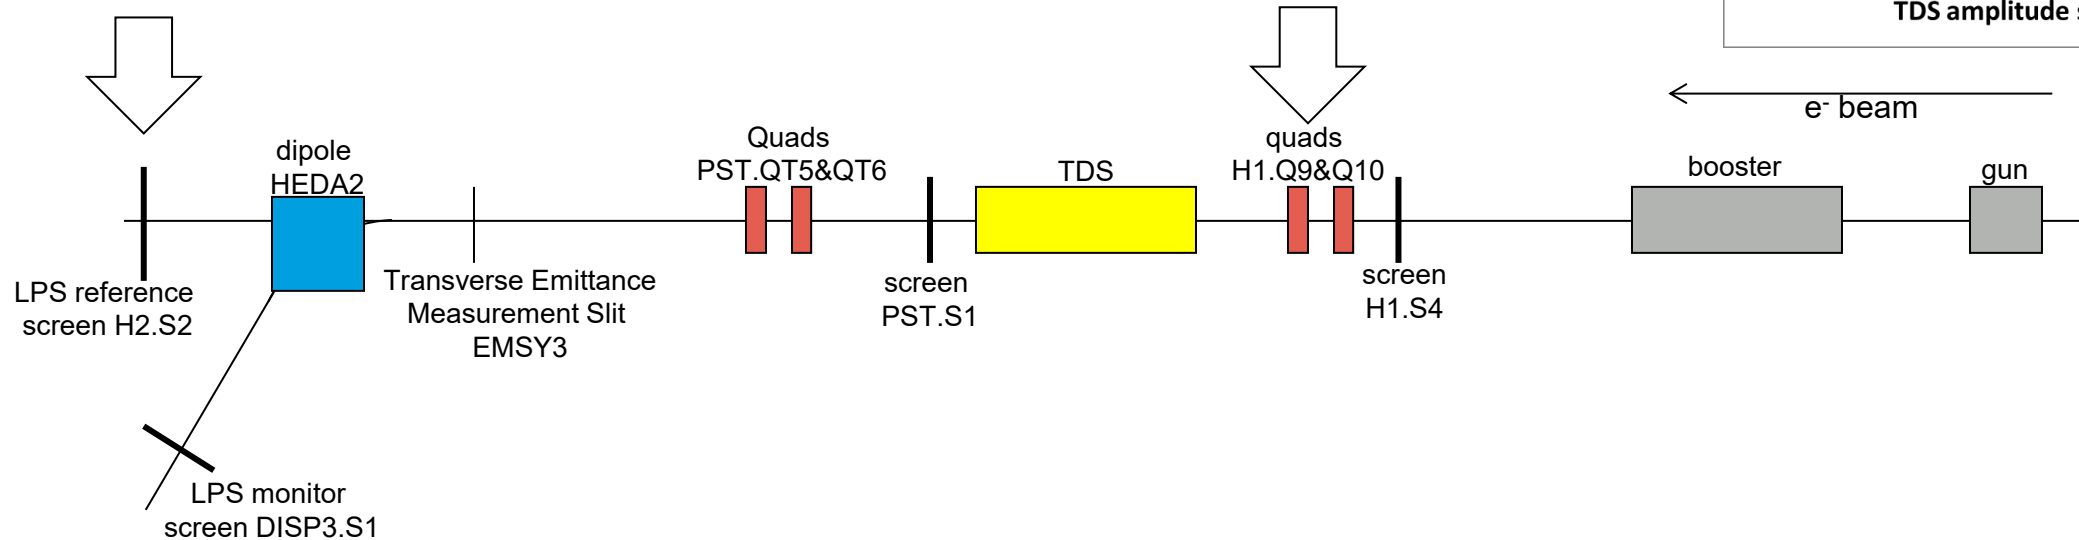 TDS amplitude
e- beam
dipole
HEDA2
Quads
PST.QT5&QT6
TDS
quads
H1.Q9&Q10
booster
gun
LPS reference
screen H2.S2
Transverse Emittance
Measurement Slit
EMSY3
screen
PST.S1
screen
H1.S4
LPS monitor
screen DISP3.S1